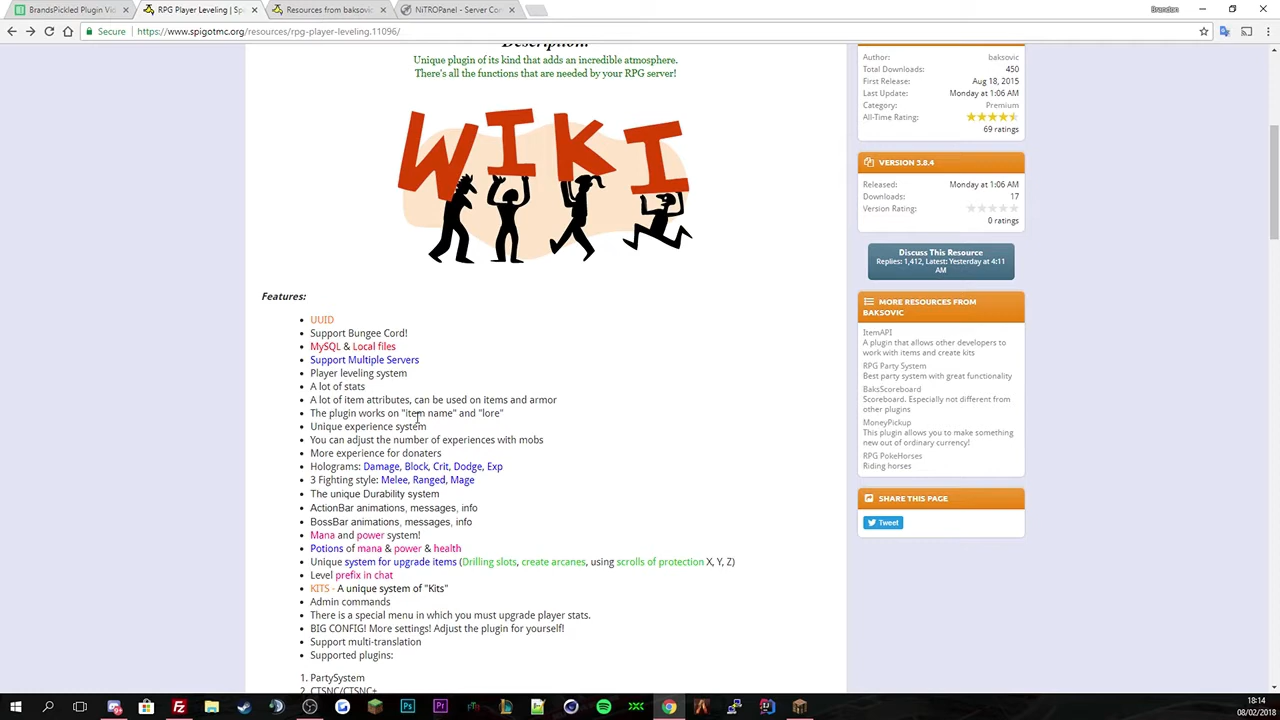 BrandsPickled Plugin Vid
RPG Player Leveling | Sp
Resources from baksovic
NiTROPanel - Server Con
Brandon
Secure
https://www.spigotmc.org/resources/rpg-player-leveling.11096/
Description:
Unique plugin of its kind that adds an incredible atmosphere.
There's all the functions that are needed by your RPG server!
WIKI
Features:
UUID
Support Bungee Cord!
MySQL & Local files
Support Multiple Servers
Player leveling system
A lot of stats
A lot of item attributes, can be used on items and armor
The plugin works on "item name" and "lore"
Unique experience system
You can adjust the number of experiences with mobs
More experience for donaters
Holograms: Damage, Block, Crit, Dodge, Exp
3 Fighting style: Melee, Ranged, Mage
The unique Durability system
ActionBar animations, messages, info
BossBar animations, messages, info
Mana and power system!
Potions of mana & power & health
Unique system for upgrade items (Drilling slots, create arcanes, using scrolls of protection X, Y, Z)
Level prefix in chat
KITS - A unique system of "Kits"
Admin commands
There is a special menu in which you must upgrade player stats.
BIG CONFIG! More settings! Adjust the plugin for yourself!
Support multi-translation
Supported plugins:
1. PartySystem
2. CTSNC/CTSNC+
Author: baksovic
Total Downloads: 450
First Release: Aug 18, 2015
Last Update: Monday at 1:06 AM
Category: Premium
All-Time Rating:
69 ratings
VERSION 3.8.4
Released: Monday at 1:06 AM
Downloads: 17
Version Rating:
0 ratings
Discuss This Resource
Replies: 1,412, Latest: Yesterday at 4:11
AM
MORE RESOURCES FROM
BAKSOVIC
ItemAPI
A plugin that allows other developers to
work with items and create kits
RPG Party System
Best party system with great functionality
BaksScoreboard
Scoreboard. Especially not different from
other plugins
MoneyPickup
This plugin allows you to make something
new out of ordinary currency!
RPG PokeHorses
Riding horses
SHARE THIS PAGE
Tweet
18:14
08/02/2018